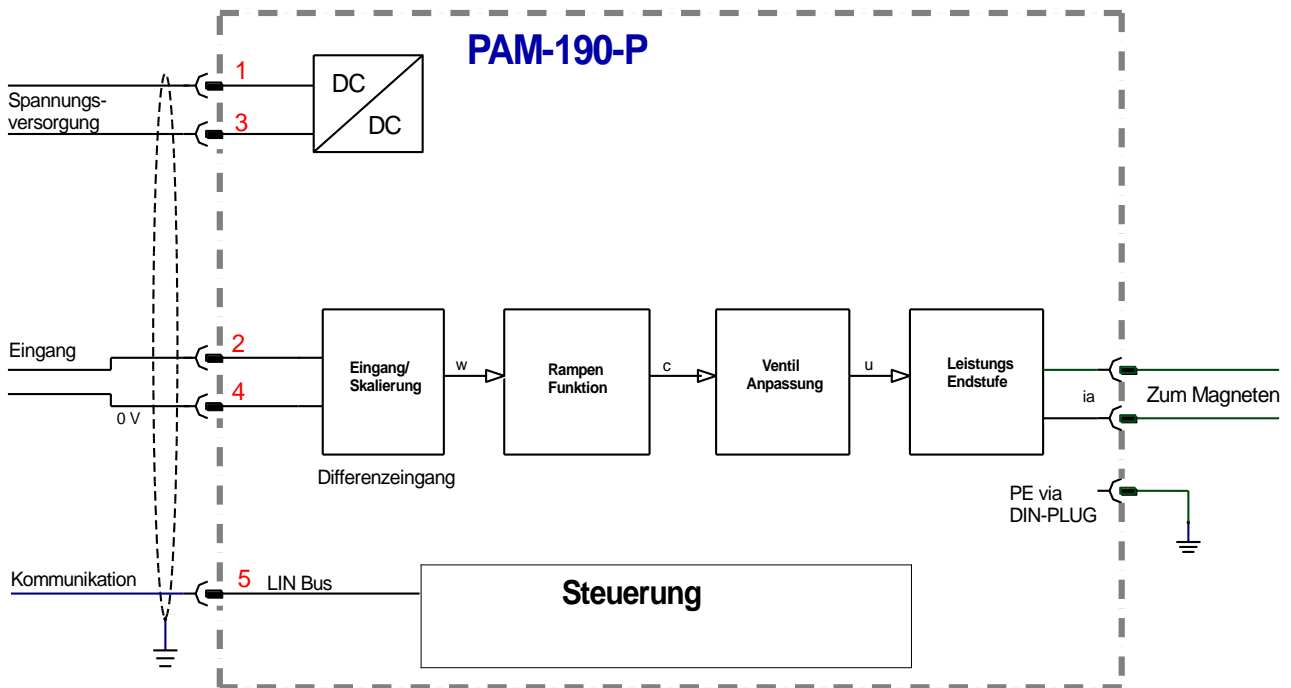 PAM-190-P
1
DC
Spannungs-
versorgung
3
DC
Eingang
2
4
0 V
Eingang/
Skalierung
w
Rampen
Funktion
c
Ventil
Anpassung
u
Leistungs
Endstufe
ia
Zum Magneten
Differenzeingang
PE via
DIN-PLUG
Kommunikation
5
LIN Bus
Steuerung